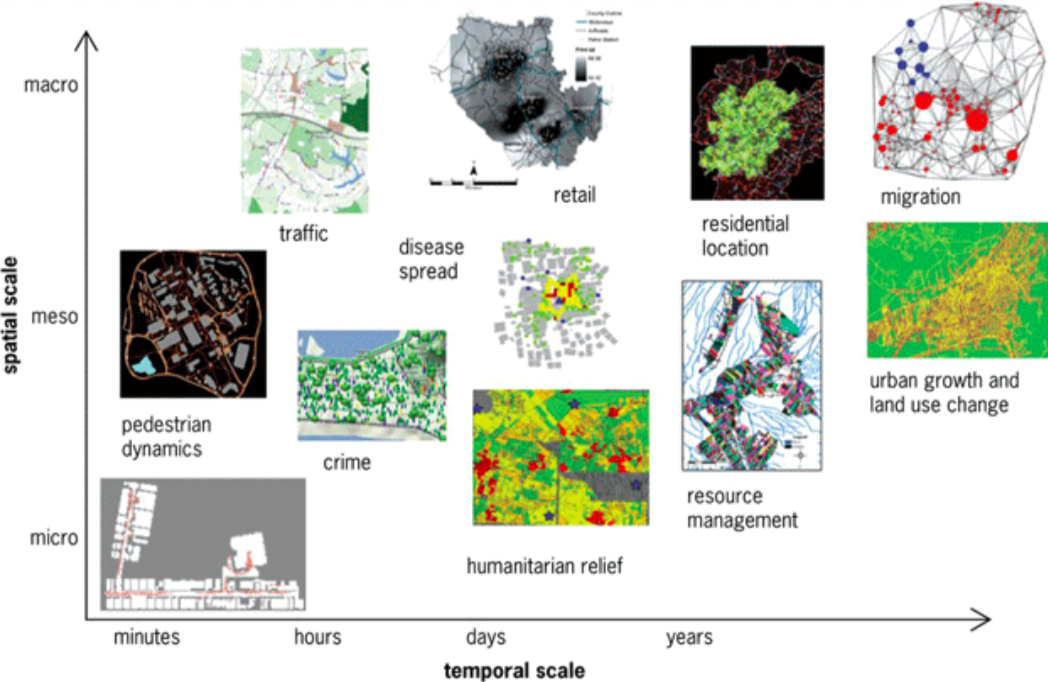 spatial scale
macro
meso
micro
traffic
retail
residential
location
migration
disease
spread
pedestrian
dynamics
crime
urban growth and
land use change
resource
management
humanitarian relief
minutes
hours
days
years
temporal scale